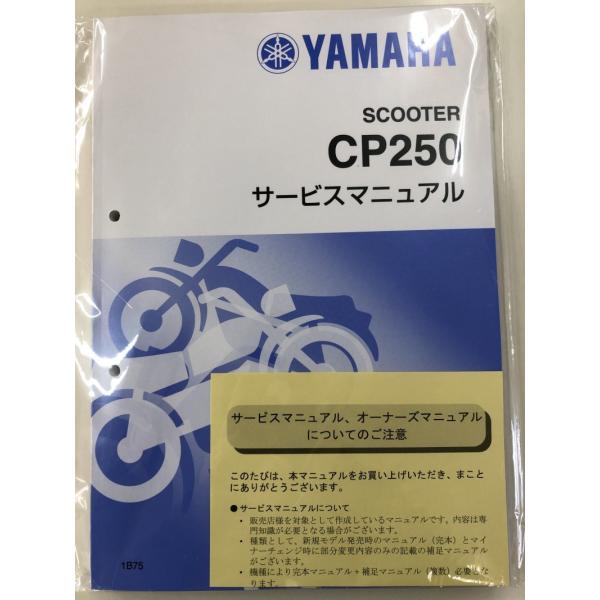 YAMAHA
SCOOTER
CP250
サービスマニュアル
サービスマニュアル、オーナーズマニュアル
についてのご注意
このたびは、本マニュアルをお買い上げいただき、まこと
にありがとうございます。
●サービスマニュアルについて
・販売店様を対象として作成しているマニュアルです。内容は専
門知識が必要となる場合がございます。
・種類として、新規モデル発売時のマニュアル（完本）とマイ
ナーチェンジ時に部分変更内容のみの記載の補足マニュアル
がございます。
・機種により完本マニュアル＋補足マニュアル（複数）必要とな
ります。
1B75